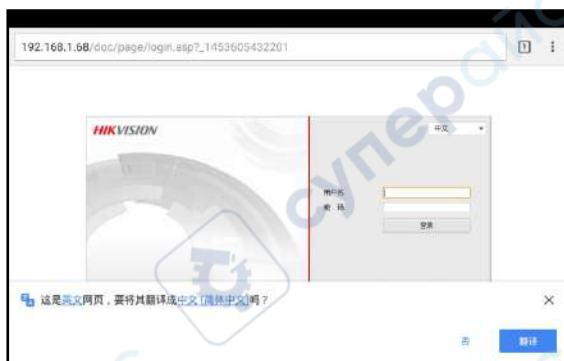 192.168.1.68/doc/page/login.asp?_1453605432201
HIKVISION
中文
用户名
密 码
登录
суперайс
这是英文网页，要将其翻译成中文(简体中文)吗？
否
翻译